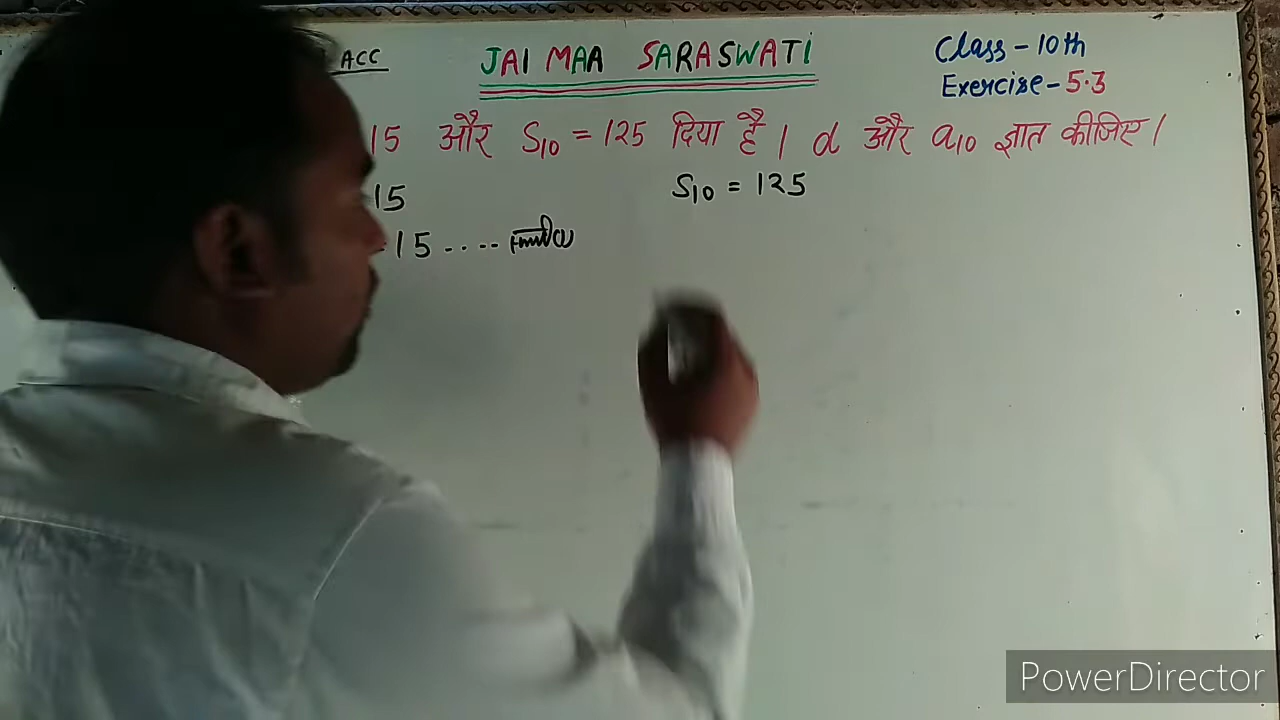 ACC
JAI MAA SARASWATI
Class - 10th
Exercise - 5.3
15 और S10 = 125 दिया है । d और a10 ज्ञात कीजिए ।
15
S10 = 125
15 ....
PowerDirector